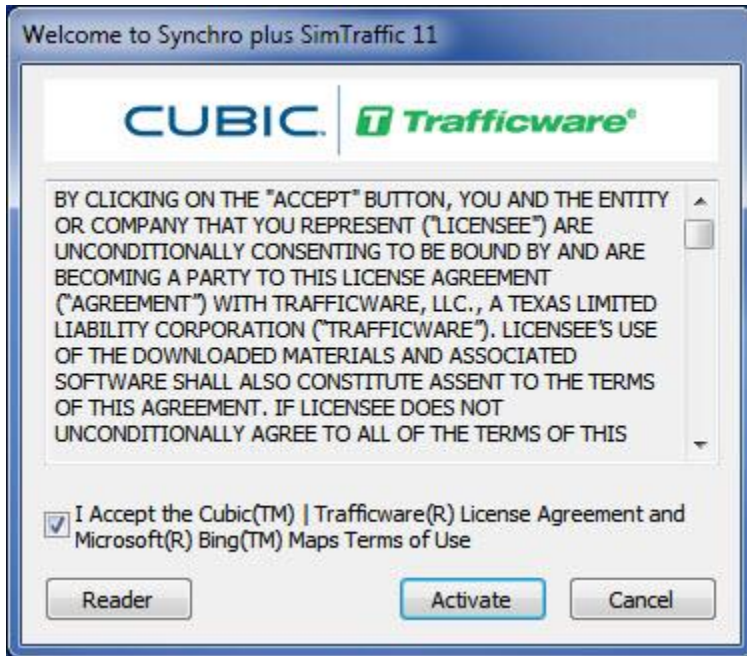 Welcome to Synchro plus SimTraffic 11
CUBIC. T Trafficware®
BY CLICKING ON THE "ACCEPT" BUTTON, YOU AND THE ENTITY
OR COMPANY THAT YOU REPRESENT ("LICENSEE") ARE
UNCONDITIONALLY CONSENTING TO BE BOUND BY AND ARE
BECOMING A PARTY TO THIS LICENSE AGREEMENT
("AGREEMENT") WITH TRAFFICWARE, LLC., A TEXAS LIMITED
LIABILITY CORPORATION ("TRAFFICWARE"). LICENSEE'S USE
OF THE DOWNLOADED MATERIALS AND ASSOCIATED
SOFTWARE SHALL ALSO CONSTITUTE ASSENT TO THE TERMS
OF THIS AGREEMENT. IF LICENSEE DOES NOT
UNCONDITIONALLY AGREE TO ALL OF THE TERMS OF THIS
I Accept the Cubic(TM) | Trafficware(R) License Agreement and
Microsoft(R) Bing(TM) Maps Terms of Use
Reader Activate Cancel